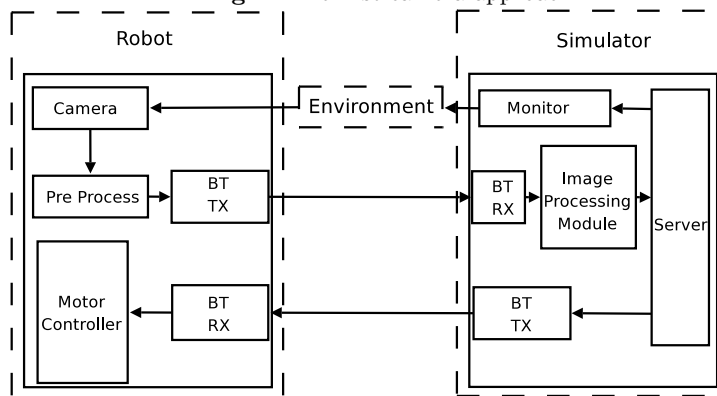 Robot
Simulator
Camera
Environment
Monitor
Pre Process
BT
TX
BT
RX
Image
Processing
Module
Server
Motor
Controller
BT
RX
BT
TX